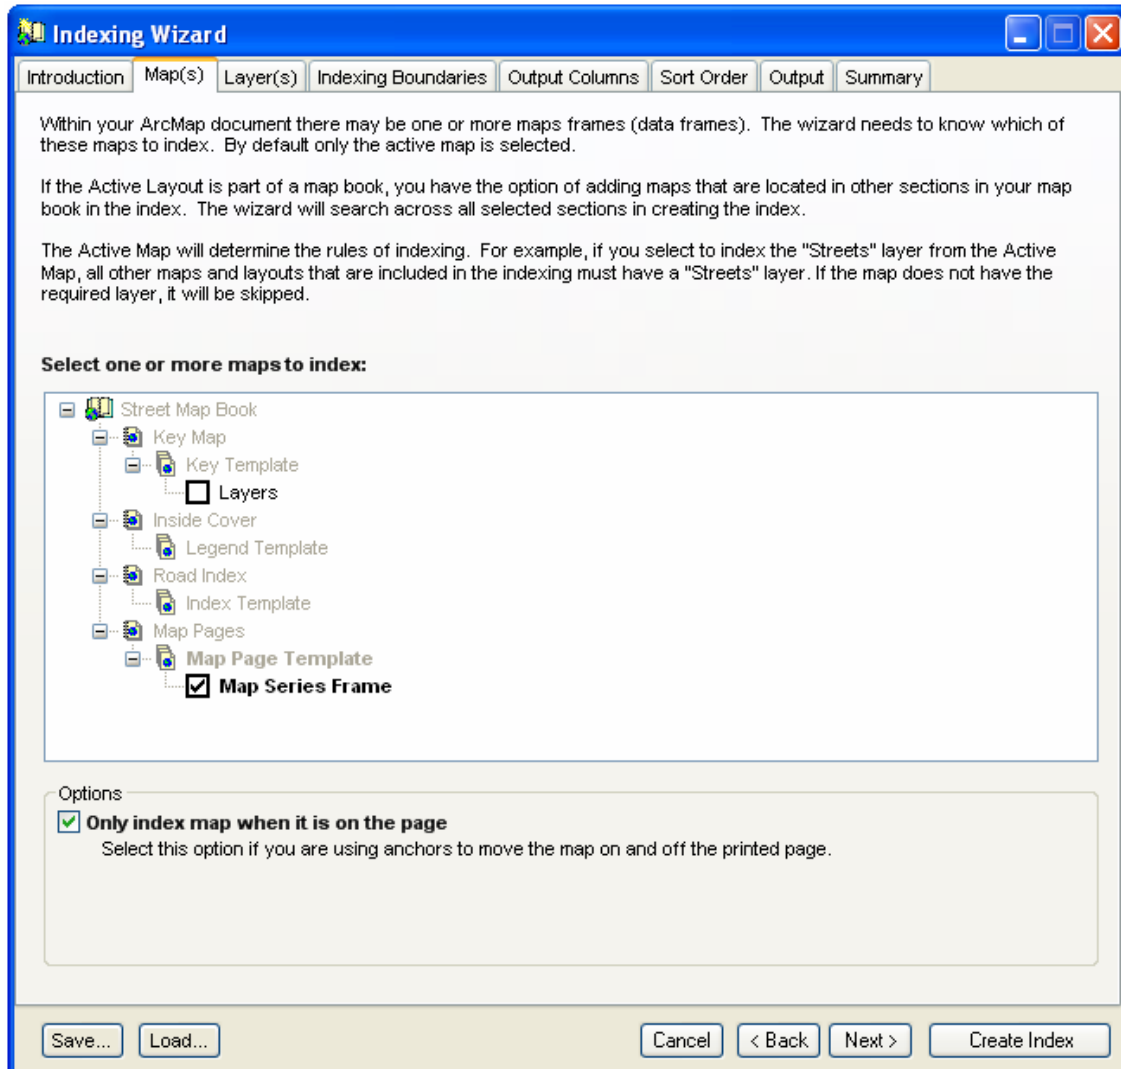 Indexing Wizard
Introduction Map(s) Layer(s) Indexing Boundaries Output Columns Sort Order Output Summary
Within your ArcMap document there may be one or more maps frames (data frames). The wizard needs to know which of
these maps to index. By default only the active map is selected.
If the Active Layout is part of a map book, you have the option of adding maps that are located in other sections in your map
book in the index. The wizard will search across all selected sections in creating the index.
The Active Map will determine the rules of indexing. For example, if you select to index the "Streets" layer from the Active
Map, all other maps and layouts that are included in the indexing must have a "Streets" layer. If the map does not have the
required layer, it will be skipped.
Select one or more maps to index:
Street Map Book
Key Map
Key Template
Layers
Inside Cover
Legend Template
Road Index
Index Template
Map Pages
Map Page Template
Map Series Frame
Options
Only index map when it is on the page
Select this option if you are using anchors to move the map on and off the printed page.
Save... Load... Cancel < Back Next > Create Index